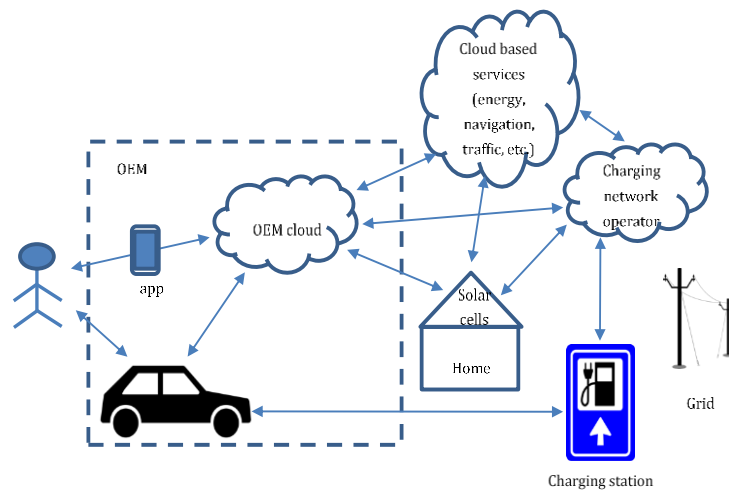 Cloud based
services
(energy,
navigation,
traffic, etc.)
OEM
Charging
network
operator
OEM cloud
app
Solar
cells
Home
Grid
Charging station